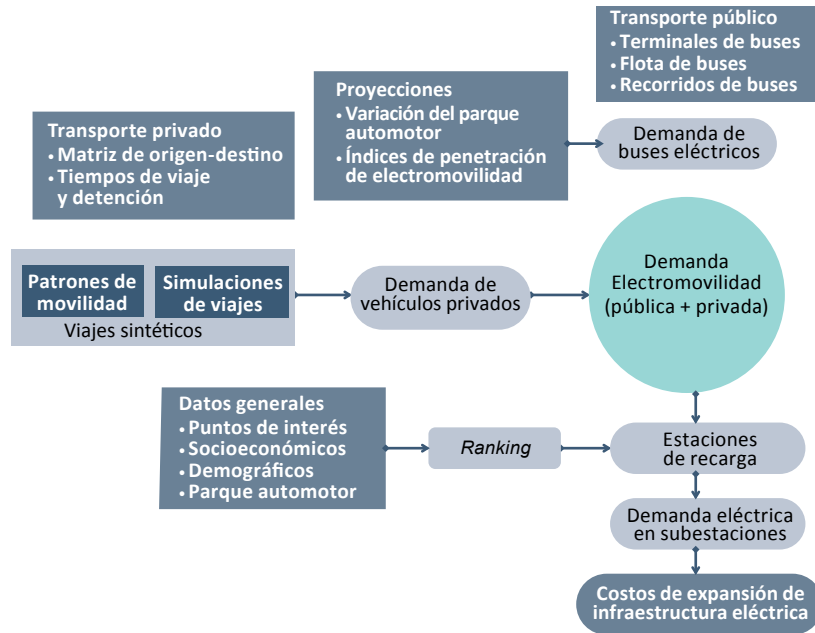 Transporte público
• Terminales de buses
• Flota de buses
• Recorridos de buses
Proyecciones
• Variación del parque
automotor
• Índices de penetración
de electromovilidad
Demanda de
buses eléctricos
Transporte privado
• Matriz de origen-destino
• Tiempos de viaje
y detención
Patrones de
movilidad
Simulaciones
de viajes
Viajes sintéticos
Demanda de
vehículos privados
Demanda
Electromovilidad
(pública + privada)
Datos generales
• Puntos de interés
• Socioeconómicos
• Demográficos
• Parque automotor
Ranking
Estaciones
de recarga
Demanda eléctrica
en subestaciones
Costos de expansión de
infraestructura eléctrica